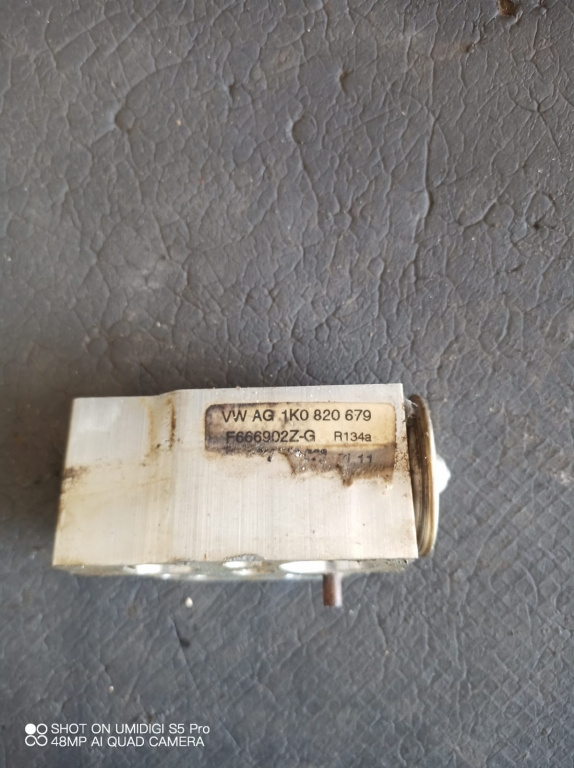 VW AG 1K0 820 679
F666902Z-G R134a
11
SHOT ON UMIDIGI S5 Pro
48MP AI QUAD CAMERA